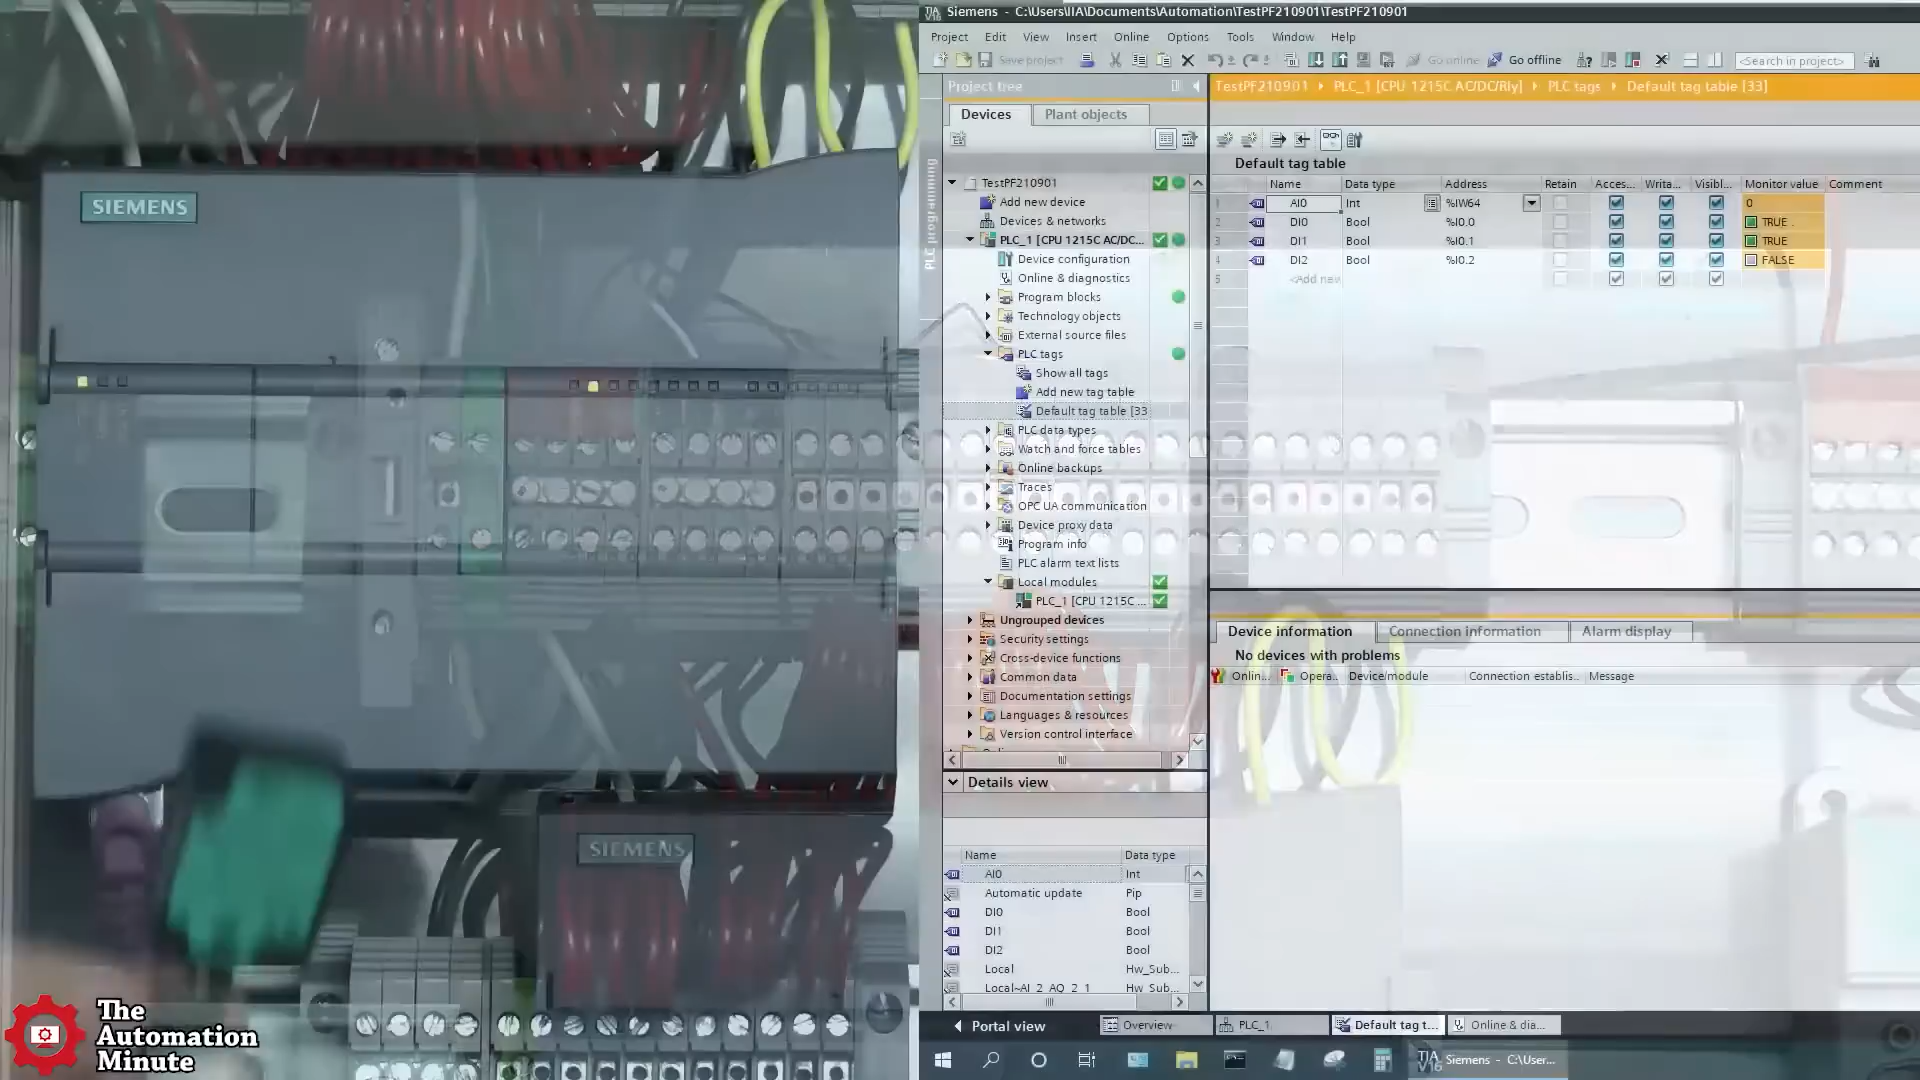 SIEMENS
SIEMENS
The
Automation
Minute
TIA
V16
Siemens - C:\Users\IIA\Documents\Automation\TestPF210901\TestPF210901
Project Edit View Insert Online Options Tools Window Help
Save project
Go online
Go offline
<Search in project>
Project tree
TestPF210901 PLC_1 [CPU 1215C AC/DC/Rly] PLC tags Default tag table [33]
Devices
Plant objects
PLC programming
Default tag table
Name Data type Address Retain Acces... Writa... Visibl... Monitor value Comment
1 AI0 Int %IW64 0
2 DI0 Bool %I0.0 TRUE
3 DI1 Bool %I0.1 TRUE
4 DI2 Bool %I0.2 FALSE
5 <Add new
TestPF210901
Add new device
Devices & networks
PLC_1 [CPU 1215C AC/DC...
Device configuration
Online & diagnostics
Program blocks
Technology objects
External source files
PLC tags
Show all tags
Add new tag table
Default tag table [33
PLC data types
Watch and force tables
Online backups
Traces
OPC UA communication
Device proxy data
Program info
PLC alarm text lists
Local modules
PLC_1 [CPU 1215C ...
Ungrouped devices
Security settings
Cross-device functions
Common data
Documentation settings
Languages & resources
Version control interface
Device information
Connection information
Alarm display
No devices with problems
Onlin... Opera.. Device/module Connection establis.. Message
Details view
Name Data type
AI0 Int
Automatic update Pip
DI0 Bool
DI1 Bool
DI2 Bool
Local Hw_Sub...
Local~AI_2_AQ_2_1 Hw_Sub...
Portal view
Overview
PLC_1
Default tag t...
Online & dia...
TIA
V16
Siemens - C:\User...